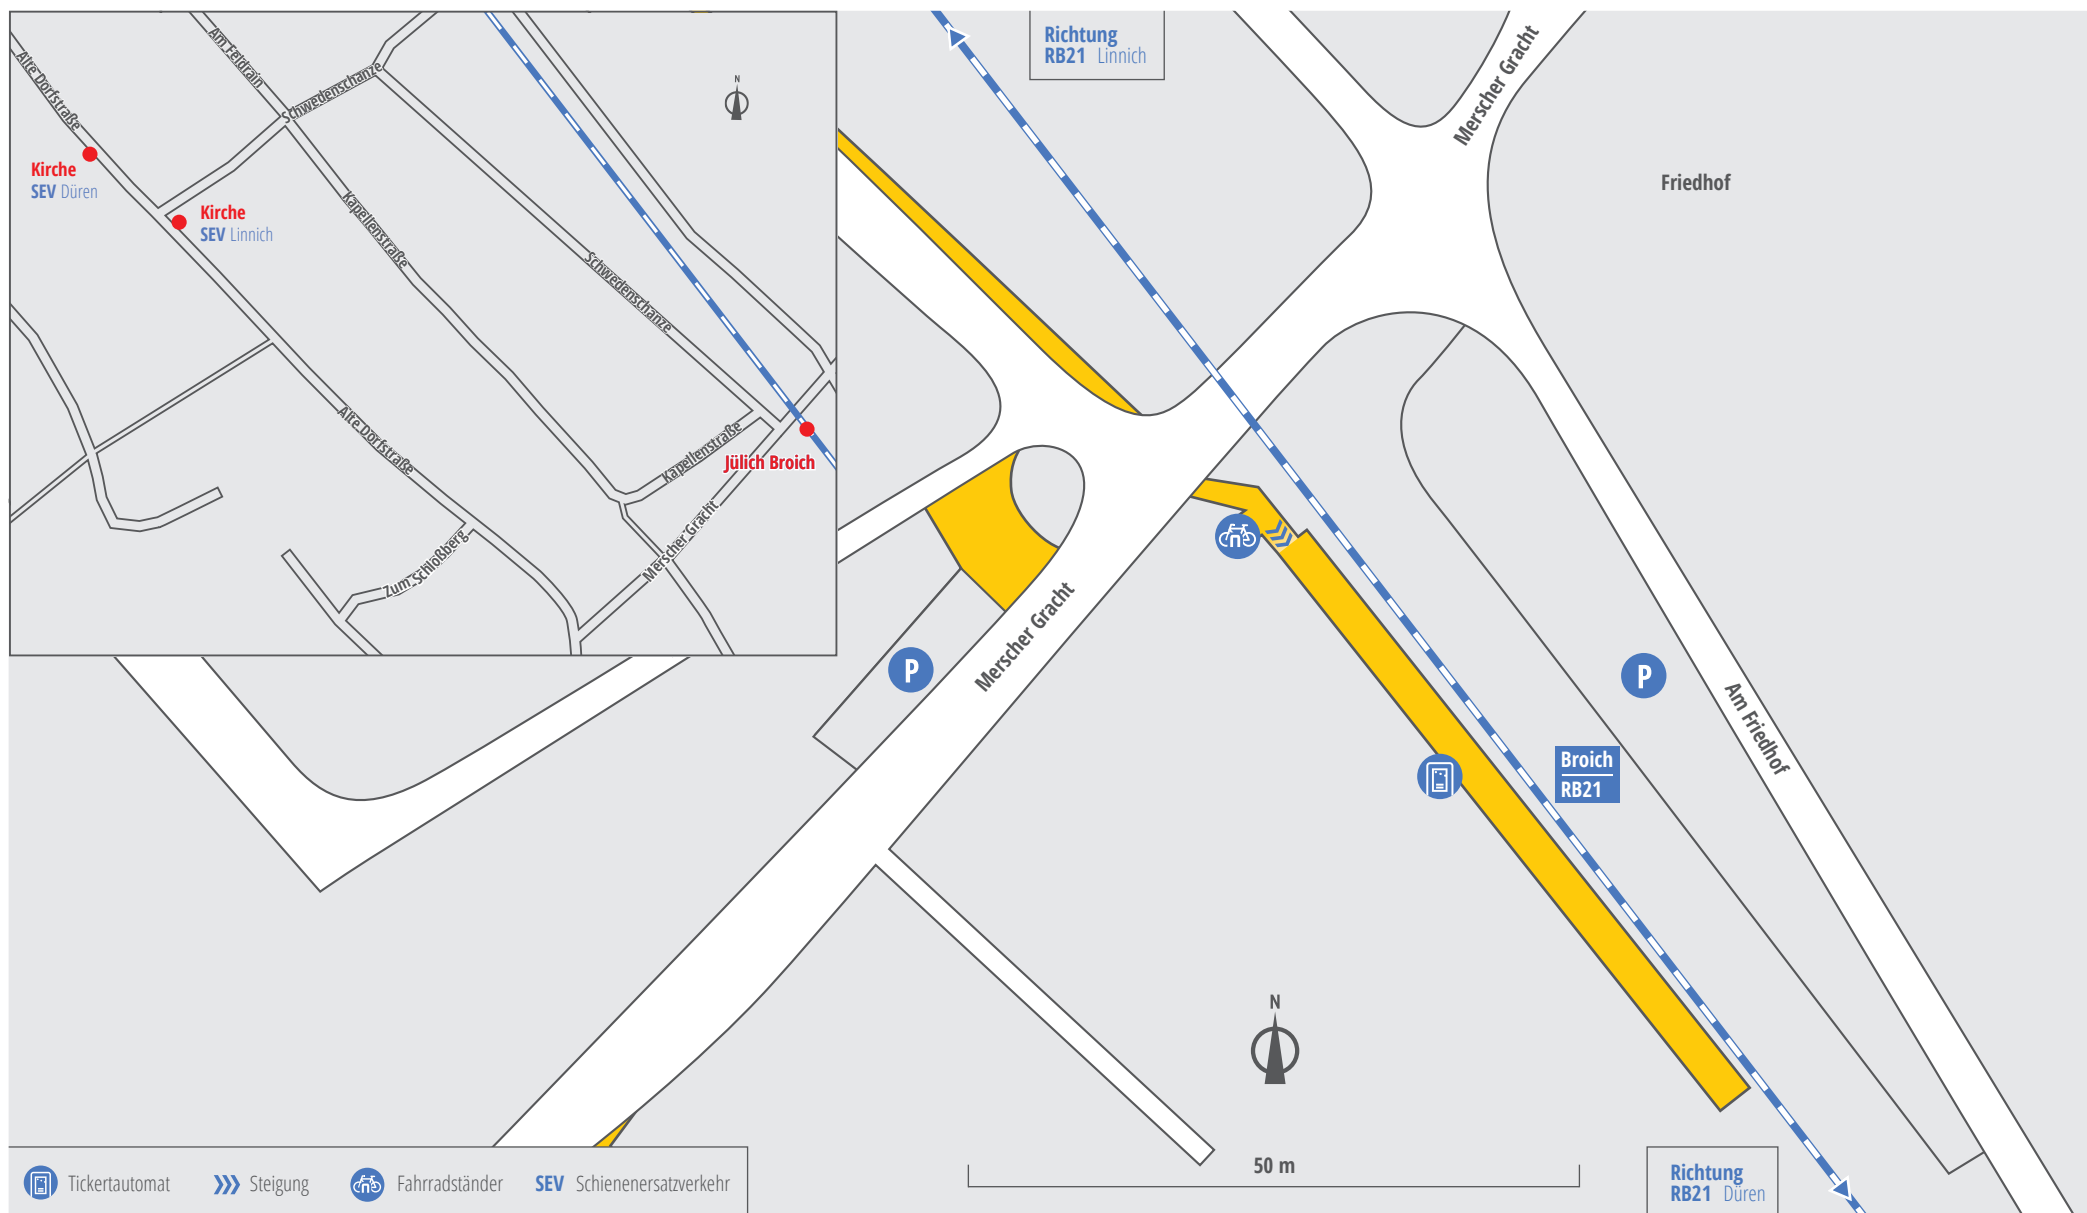 Alte Dorfstraße
Am Feldrain
Schwedenschanze
N
Kirche
SEV Düren
Kirche
SEV Linnich
Kapellenstraße
Schwedenschanze
Alte Dorfstraße
Kapellenstraße
Jülich Broich
Merscher Gracht
Zum Schloßberg
Richtung
RB21 Linnich
Merscher Gracht
Friedhof
Merscher Gracht
P
P
Am Friedhof
Broich
RB21
N
50 m
Richtung
RB21 Düren
Tickertautomat
Steigung
Fahrradständer
SEV Schienenersatzverkehr